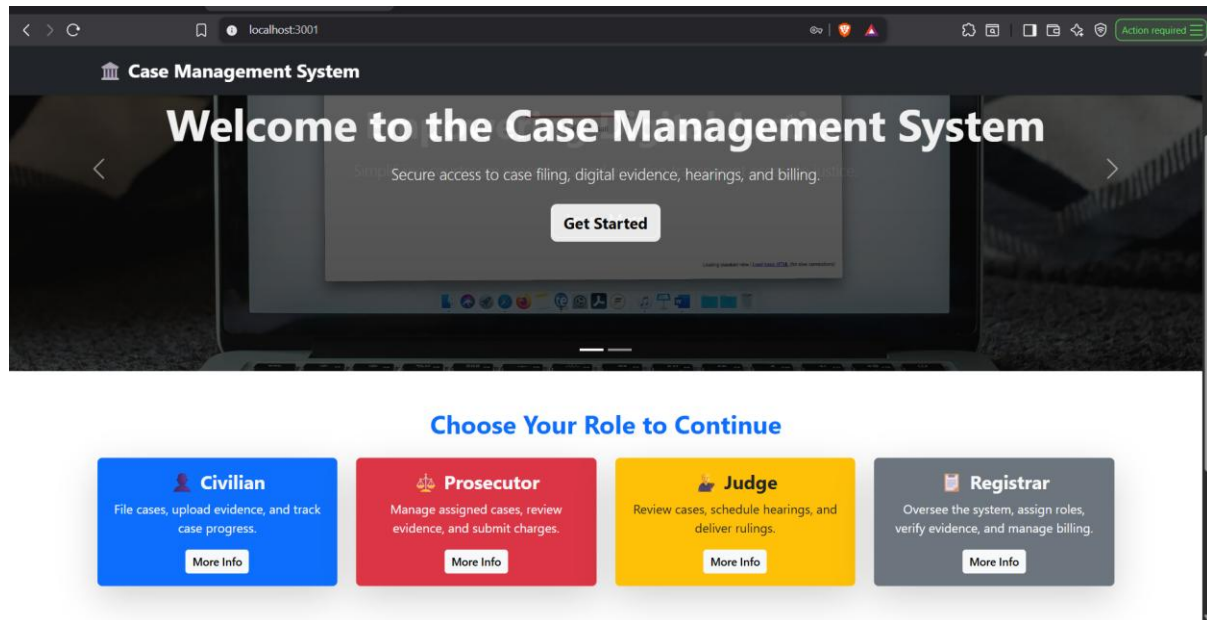 localhost:3001
Action required
Case Management System
Welcome to the Case Management System
Secure access to case filing, digital evidence, hearings, and billing.
Get Started
Choose Your Role to Continue
Civilian
File cases, upload evidence, and track
case progress.
More Info
Prosecutor
Manage assigned cases, review
evidence, and submit charges.
More Info
Judge
Review cases, schedule hearings, and
deliver rulings.
More Info
Registrar
Oversee the system, assign roles,
verify evidence, and manage billing.
More Info